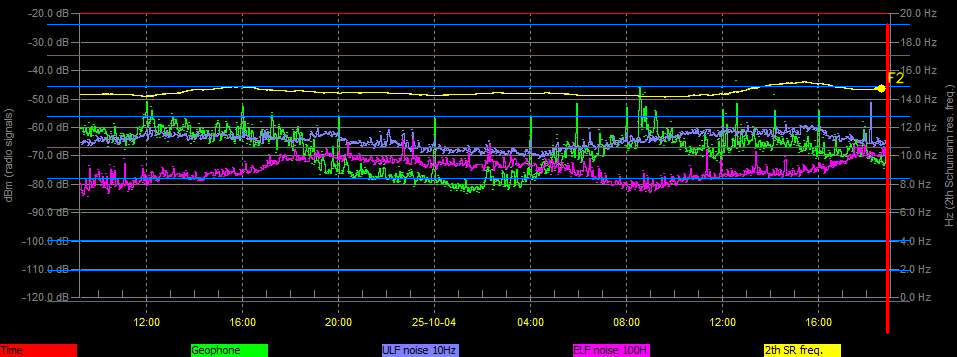 -20.0 dB 20.0 Hz
-30.0 dB 18.0 Hz
-40.0 dB 16.0 Hz
F2
-50.0 dB 14.0 Hz
-60.0 dB 12.0 Hz
-70.0 dB 10.0 Hz
-80.0 dB 8.0 Hz
-90.0 dB 6.0 Hz
-100.0 dB 4.0 Hz
-110.0 dB 2.0 Hz
-120.0 dB 0.0 Hz
dBm (radio signals)
Hz (2th Schumann res. freq.)
12:00 16:00 20:00 25-10-04 04:00 08:00 12:00 16:00
Time Geophone ULF noise 10Hz ELF noise 100H 2th SR freq.